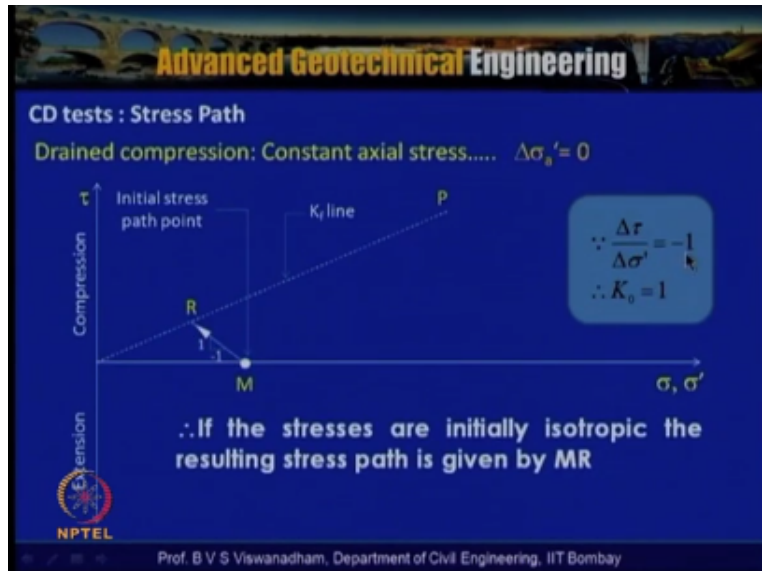 Advanced Geotechnical Engineering
CD tests : Stress Path
Drained compression: Constant axial stress..... Δσₐ′= 0
τ
Initial stress
path point
K_f line
P
∵ Δτ/Δσ' = -1
∴ K₀ = 1
Compression
R
1
-1
M
σ, σ′
Extension
∴If the stresses are initially isotropic the
resulting stress path is given by MR
NPTEL
Prof. B V S Viswanadham, Department of Civil Engineering, IIT Bombay